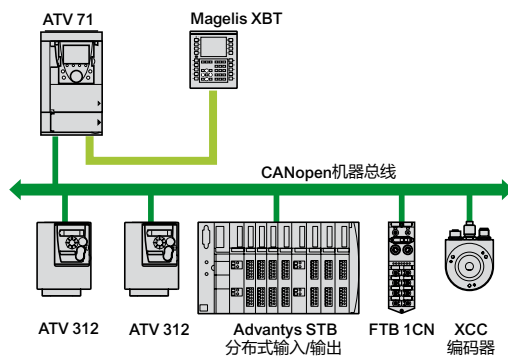 ATV 71
Magelis XBT
CANopen机器总线
ATV 312
ATV 312
Advantys STB
分布式输入/输出
FTB 1CN
XCC
编码器